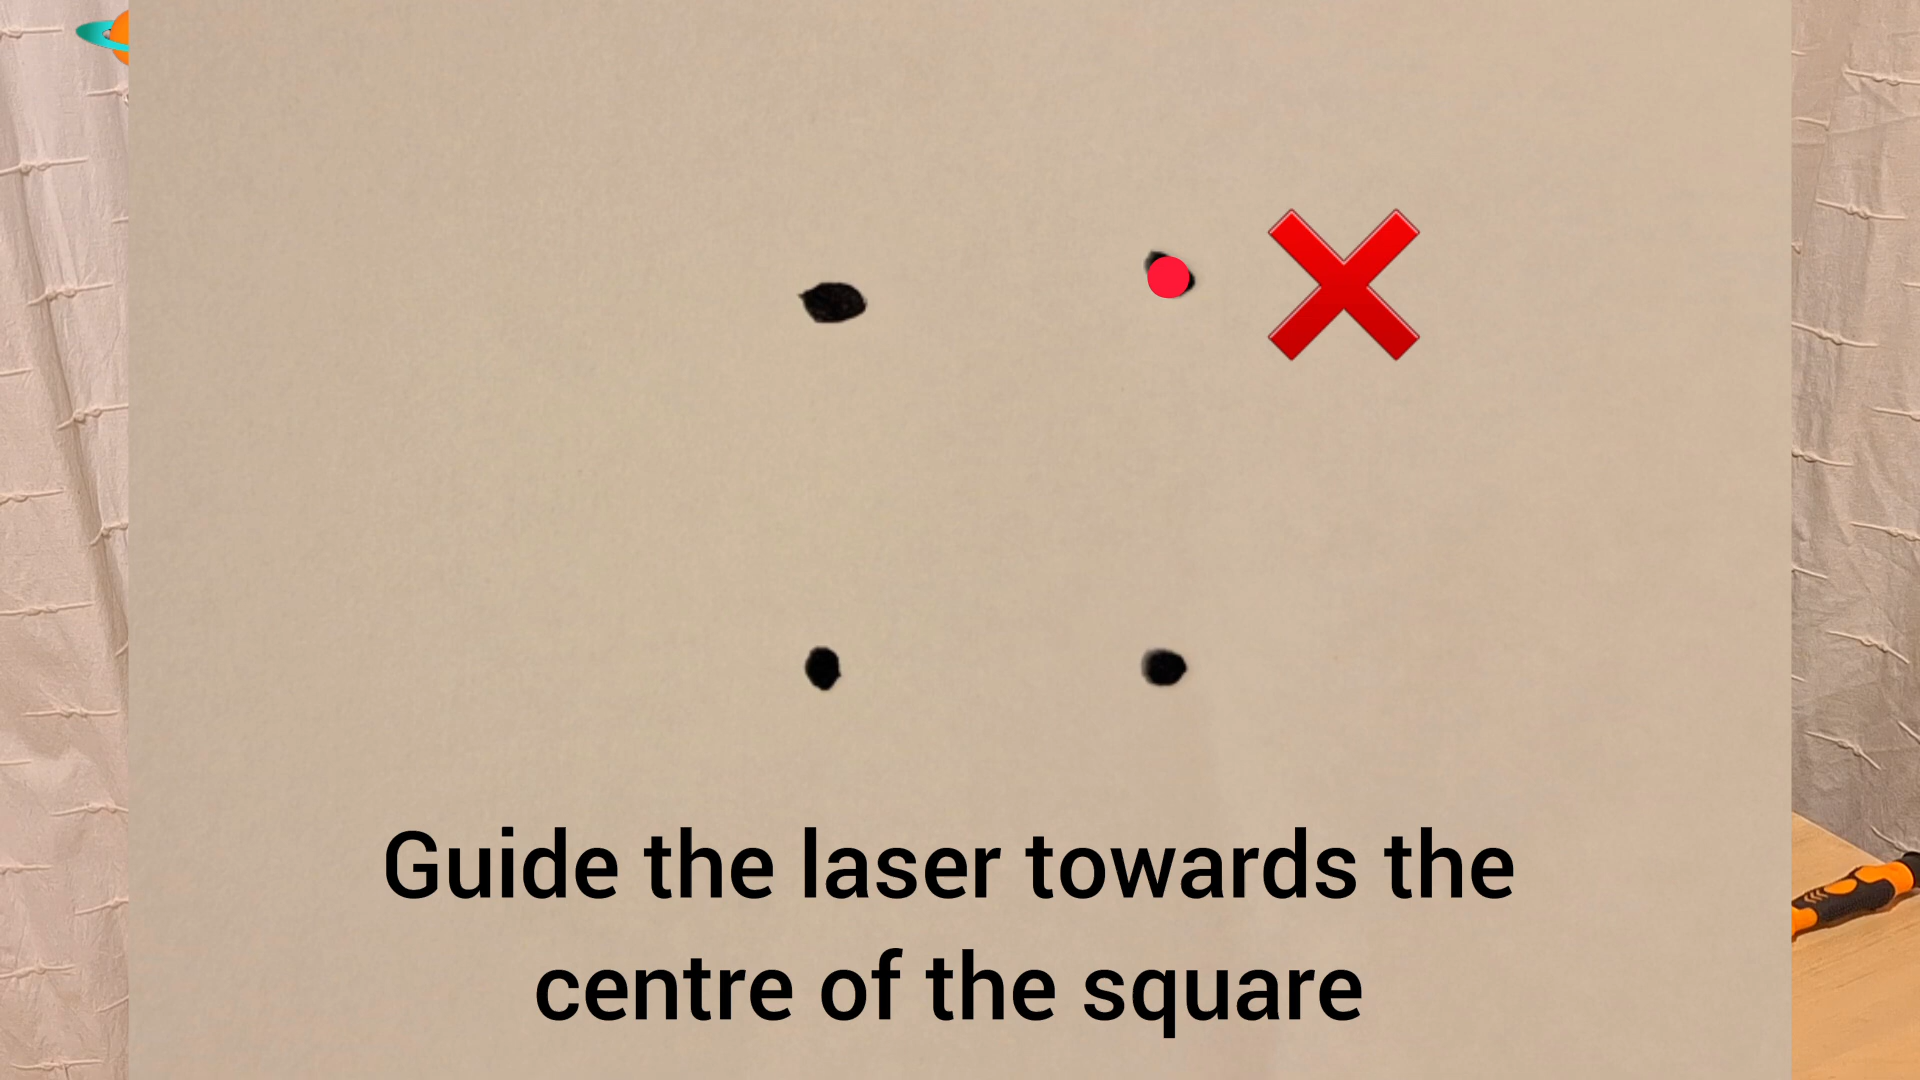 Guide the laser towards the
centre of the square